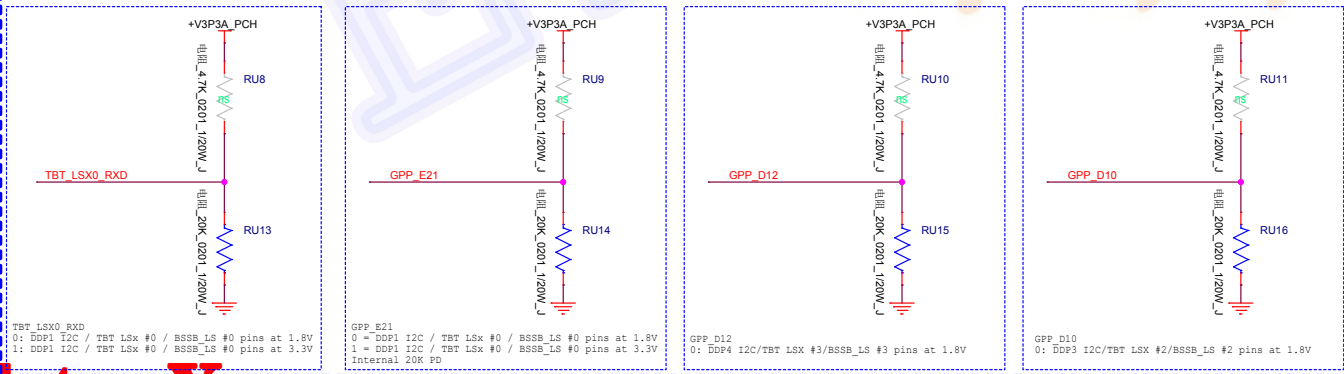 +V3P3A_PCH
电阻_4.7K_0201_1/20W_J
RU8
ns
TBT_LSX0_RXD
电阻_20K_0201_1/20W_J
RU13
TBT_LSX0_RXD
0: DDP1 I2C / TBT LSx #0 / BSSB_LS #0 pins at 1.8V
1: DDP1 I2C / TBT LSx #0 / BSSB_LS #0 pins at 3.3V
+V3P3A_PCH
电阻_4.7K_0201_1/20W_J
RU9
ns
GPP_E21
电阻_20K_0201_1/20W_J
RU14
GPP_E21
0 = DDP1 I2C / TBT LSx #0 / BSSB_LS #0 pins at 1.8V
1 = DDP1 I2C / TBT LSx #0 / BSSB_LS #0 pins at 3.3V
Internal 20K PD
+V3P3A_PCH
电阻_4.7K_0201_1/20W_J
RU10
ns
GPP_D12
电阻_20K_0201_1/20W_J
RU15
GPP_D12
0: DDP4 I2C/TBT LSX #3/BSSB_LS #3 pins at 1.8V
+V3P3A_PCH
电阻_4.7K_0201_1/20W_J
RU11
ns
GPP_D10
电阻_20K_0201_1/20W_J
RU16
GPP_D10
0: DDP3 I2C/TBT LSX #2/BSSB_LS #2 pins at 1.8V